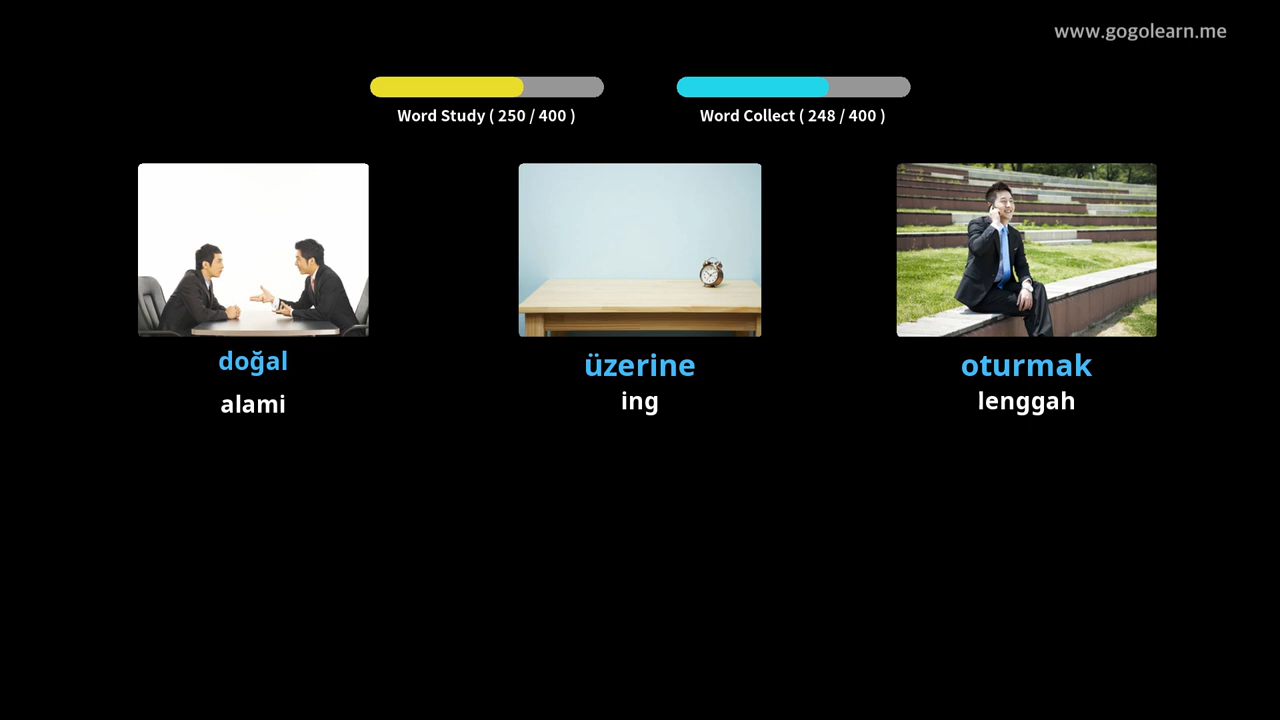 www.gogolearn.me
Word Study ( 250 / 400 )
Word Collect ( 248 / 400 )
doğal
alami
üzerine
ing
oturmak
lenggah